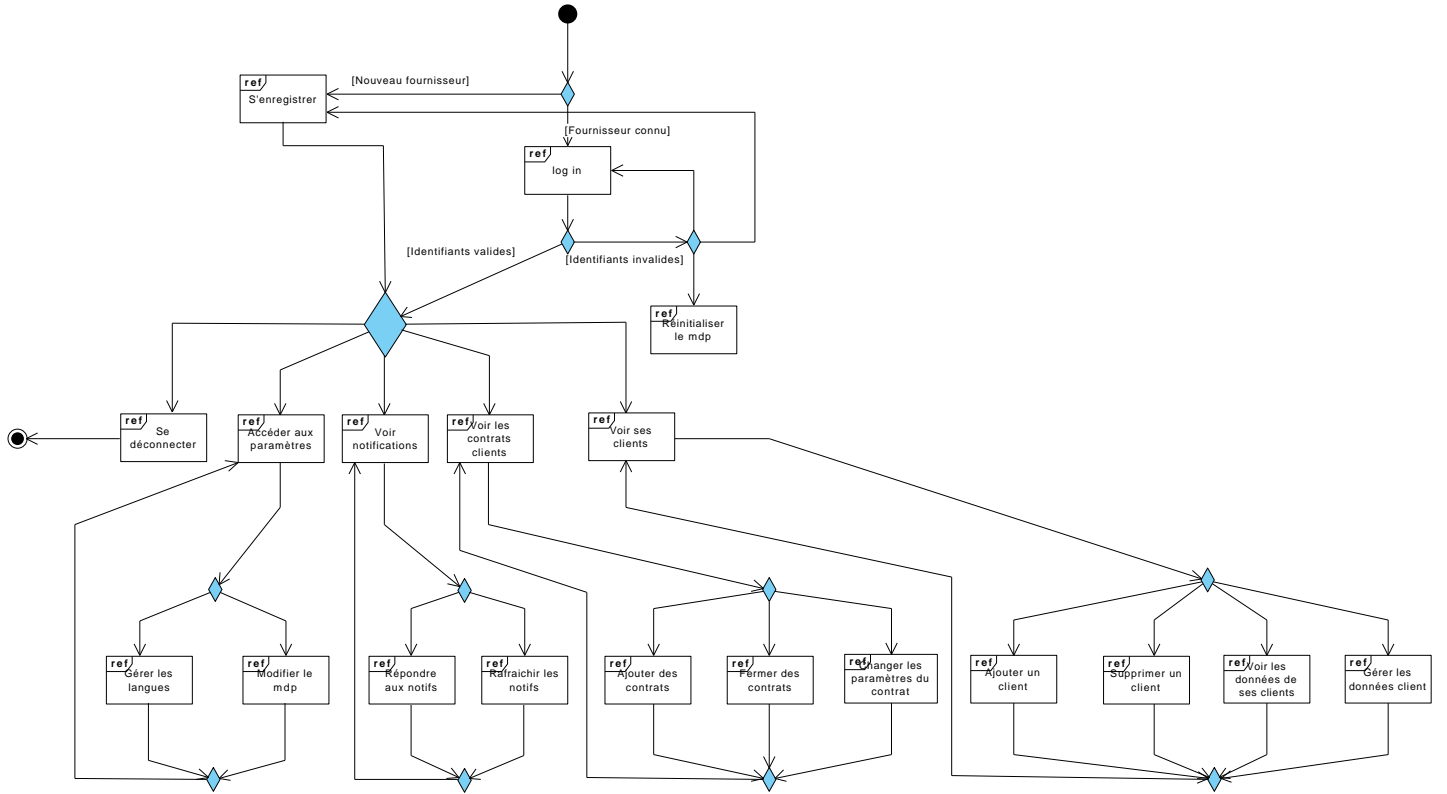 ref
S'enregistrer
[Nouveau fournisseur]
[Fournisseur connu]
ref
log in
[Identifiants valides]
[Identifiants invalides]
ref
Réinitialiser
le mdp
ref
Se
déconnecter
ref
Accéder aux
paramètres
ref
Voir
notifications
ref
Voir les
contrats
clients
ref
Voir ses
clients
ref
Gérer les
langues
ref
Modifier le
mdp
ref
Répondre
aux notifs
ref
Rafraichir les
notifs
ref
Ajouter des
contrats
ref
Fermer des
contrats
ref
Changer les
paramètres du
contrat
ref
Ajouter un
client
ref
Supprimer un
client
ref
Voir les
données de
ses clients
ref
Gérer les
données client